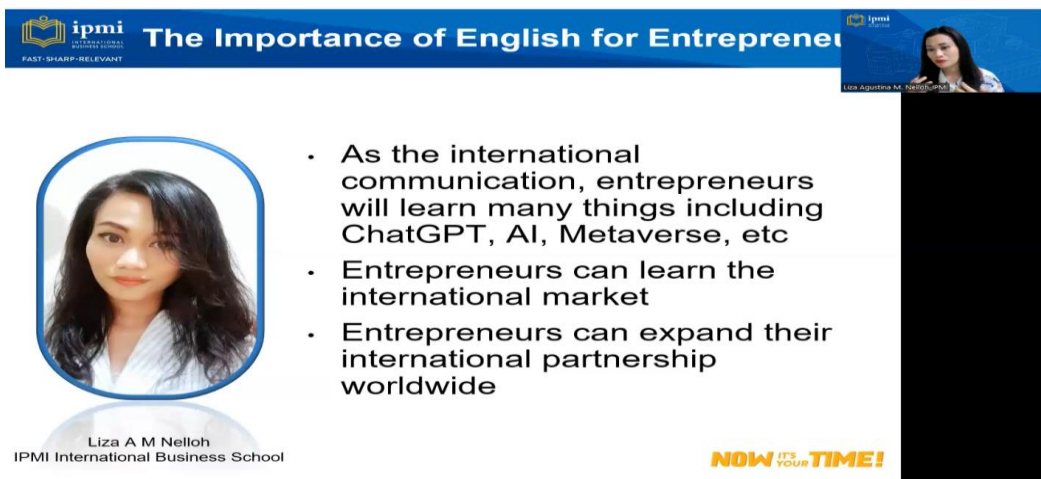 ipmi
INTERNATIONAL
BUSINESS SCHOOL
FAST·SHARP·RELEVANT
The Importance of English for Entrepreneu
ipmi
Liza Agustina M. Nelloh_IPMI
• As the international
communication, entrepreneurs
will learn many things including
ChatGPT, AI, Metaverse, etc
• Entrepreneurs can learn the
international market
• Entrepreneurs can expand their
international partnership
worldwide
Liza A M Nelloh
IPMI International Business School
NOW IT'S YOUR TIME!